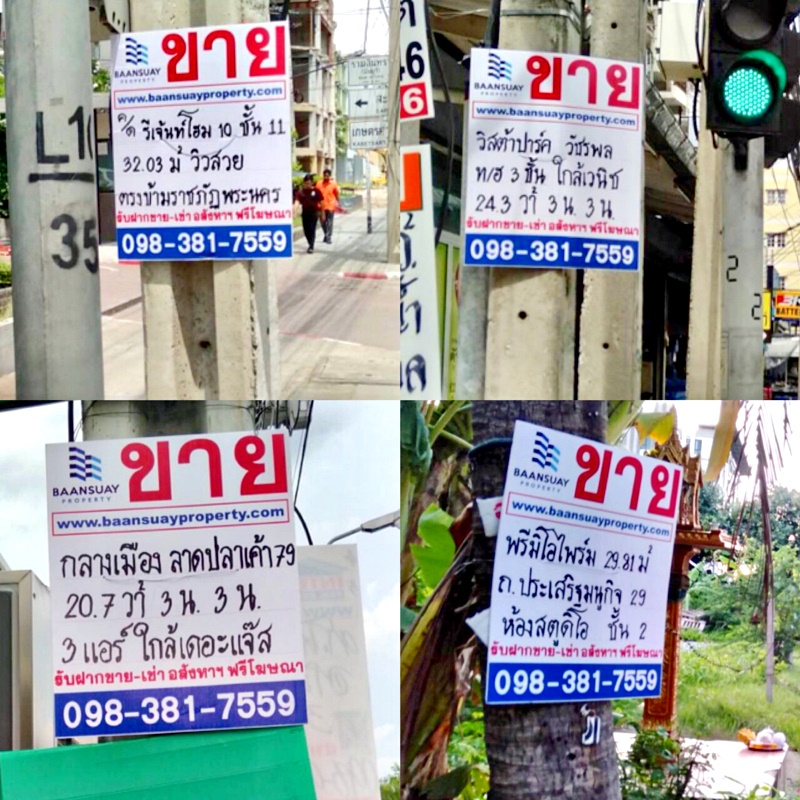 BAANSUAY
PROPERTY
ขาย
www.baansuayproperty.com
ค/ด รีเจ้นท์โฮม 10 ชั้น 11
32.03 ม วิวสวย
ตรงข้ามราชภัฏพระนคร
รับฝากขาย-เช่า อสังหาฯ ฟรีโฆษณา
098-381-7559
L10
35
BAANSUAY
PROPERTY
ขาย
www.baansuayproperty.com
วิสต้าปาร์ค วัชรพล
ท/ฮ 3 ชั้น ใกล้เวนิช
24.3 วา 3 น. 3 น.
รับฝากขาย-เช่า อสังหาฯ ฟรีโฆษณา
098-381-7559
46
6
2
2
BATTE
BAANSUAY
PROPERTY
ขาย
www.baansuayproperty.com
กลางเมือง ลาดปลาเค้า 79
20.7 วา 3 น. 3 น.
3 แอร์ ใกล้เดอะแจ๊ส
รับฝากขาย-เช่า อสังหาฯ ฟรีโฆษณา
098-381-7559
BAANSUAY
PROPERTY
ขาย
www.baansuayproperty.com
พรีมิโอไพร์ม 29.81 ม
ถ.ประเสริฐมนูกิจ 29
ห้องสตูดิโอ ชั้น 2
รับฝากขาย-เช่า อสังหาฯ ฟรีโฆษณา
098-381-7559